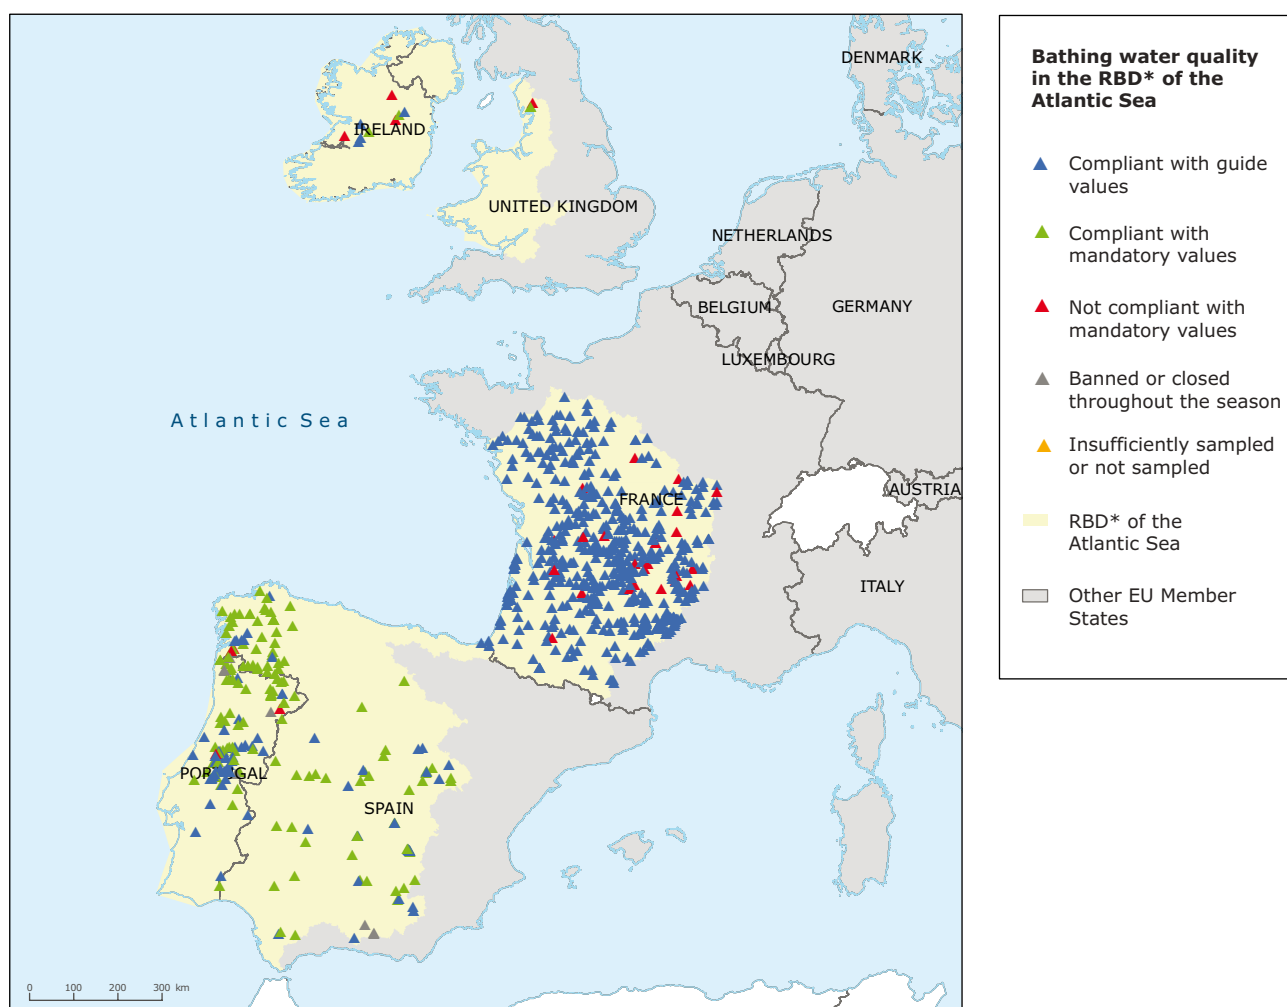 DENMARK
IRELAND
UNITED KINGDOM
NETHERLANDS
BELGIUM
GERMANY
LUXEMBOURG
Atlantic Sea
FRANCE
AUSTRIA
ITALY
PORTUGAL
SPAIN
0 100 200 300 km
Bathing water quality
in the RBD* of the
Atlantic Sea
Compliant with guide
values
Compliant with
mandatory values
Not compliant with
mandatory values
Banned or closed
throughout the season
Insufficiently sampled
or not sampled
RBD* of the
Atlantic Sea
Other EU Member
States